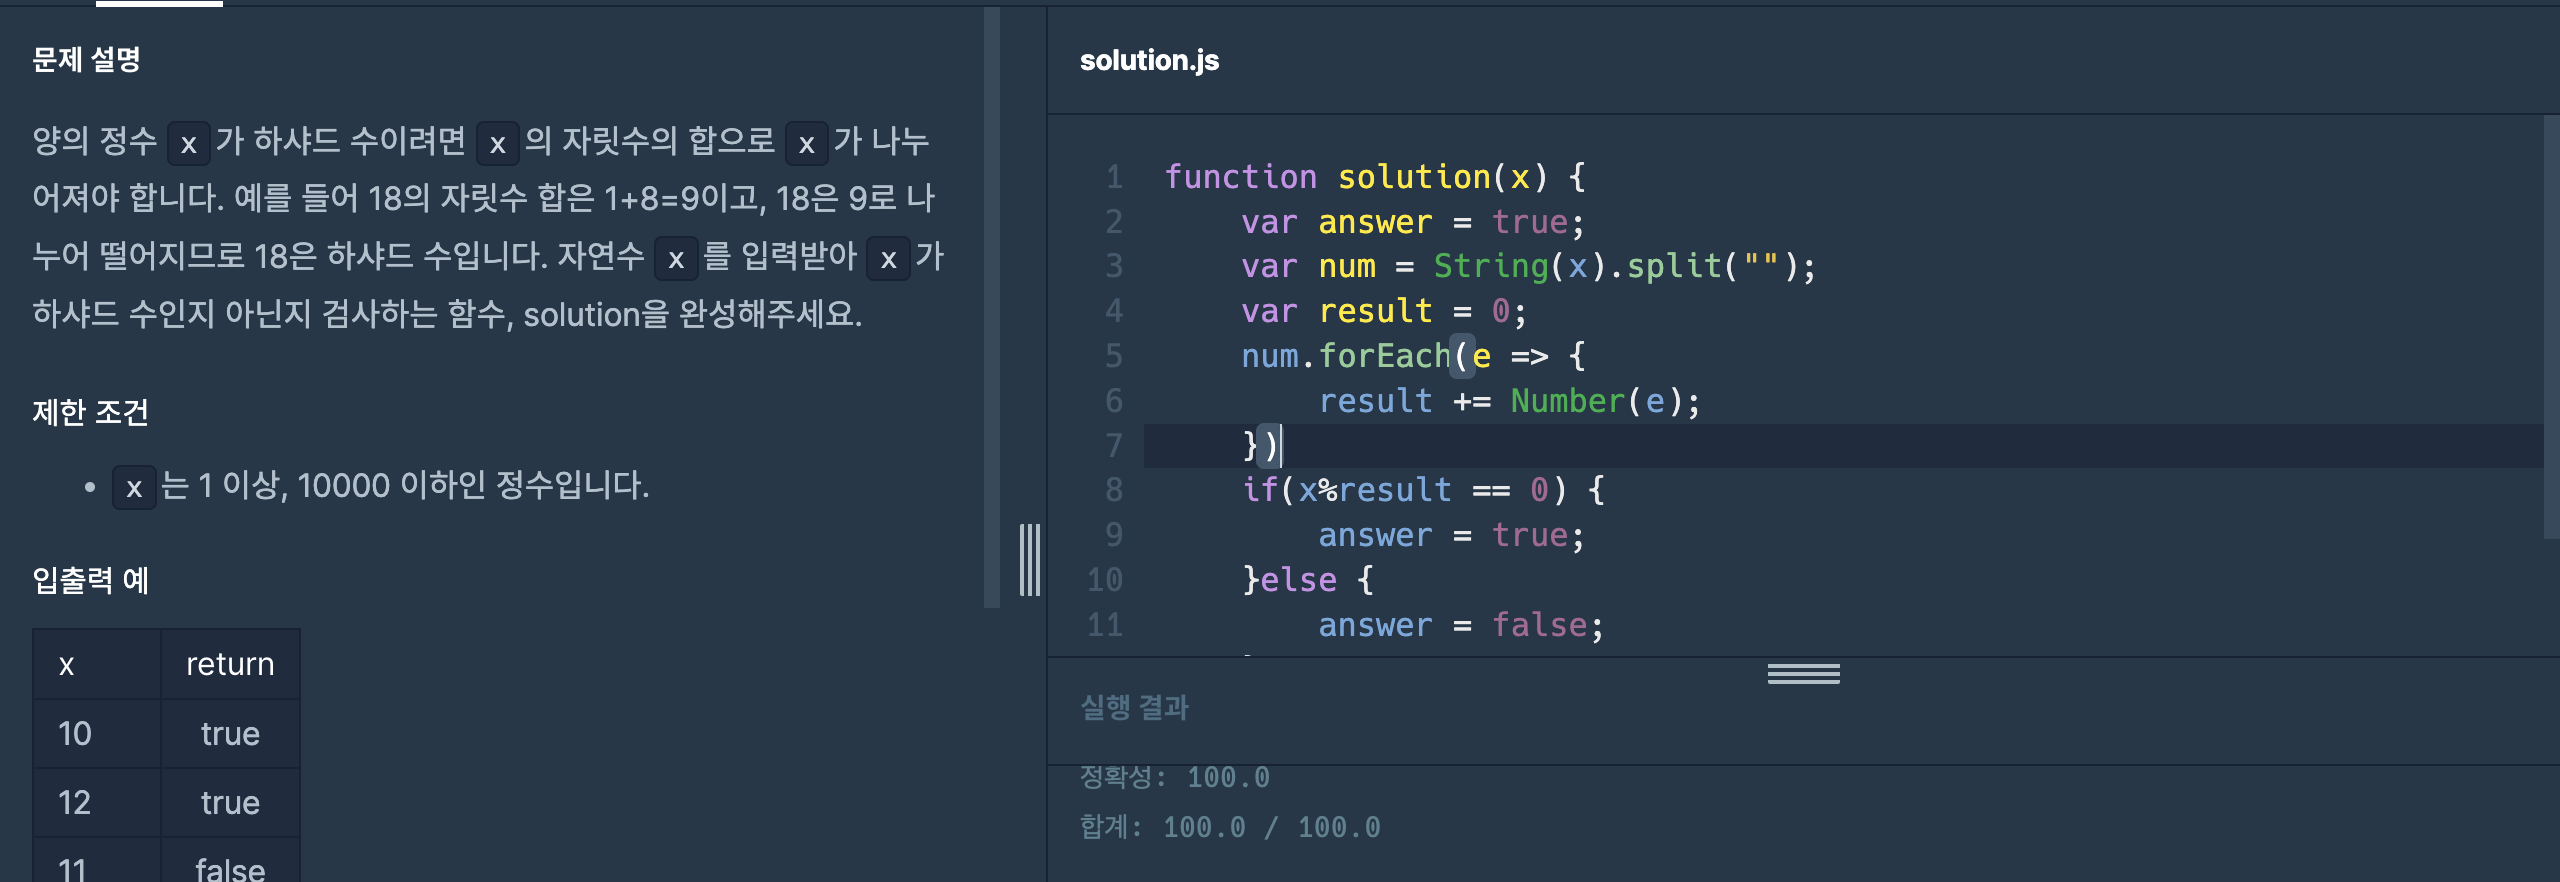 문제 설명
양의 정수 x 가 하샤드 수이려면 x 의 자릿수의 합으로 x 가 나누
어져야 합니다. 예를 들어 18의 자릿수 합은 1+8=9이고, 18은 9로 나
누어 떨어지므로 18은 하샤드 수입니다. 자연수 x 를 입력받아 x 가
하샤드 수인지 아닌지 검사하는 함수, solution을 완성해주세요.
제한 조건
• x 는 1 이상, 10000 이하인 정수입니다.
입출력 예
x return
10 true
12 true
11 false
solution.js
1 function solution(x) {
2     var answer = true;
3     var num = String(x).split("");
4     var result = 0;
5     num.forEach(e => {
6         result += Number(e);
7     })
8     if(x%result == 0) {
9         answer = true;
10     }else {
11         answer = false;
실행 결과
정확성: 100.0
합계: 100.0 / 100.0